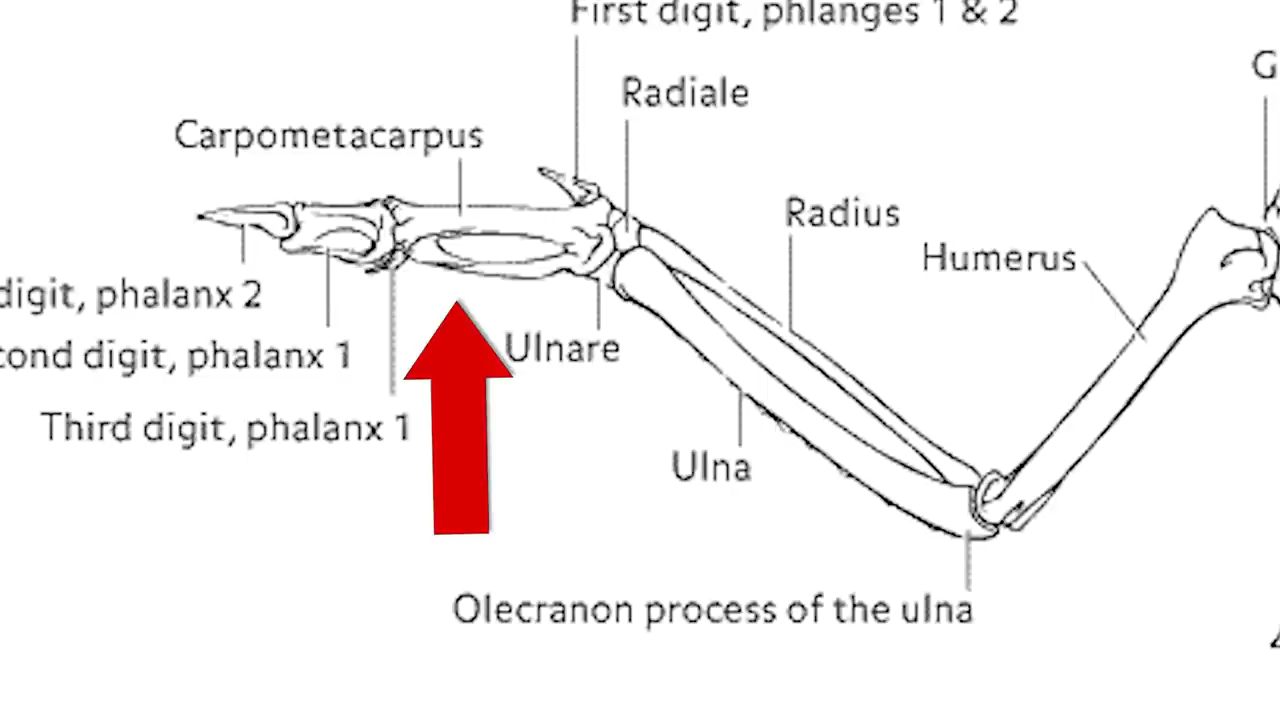 First digit, phlanges 1 & 2
G
Radiale
Carpometacarpus
Radius
Humerus
digit, phalanx 2
Ulnare
cond digit, phalanx 1
Third digit, phalanx 1
Ulna
Olecranon process of the ulna